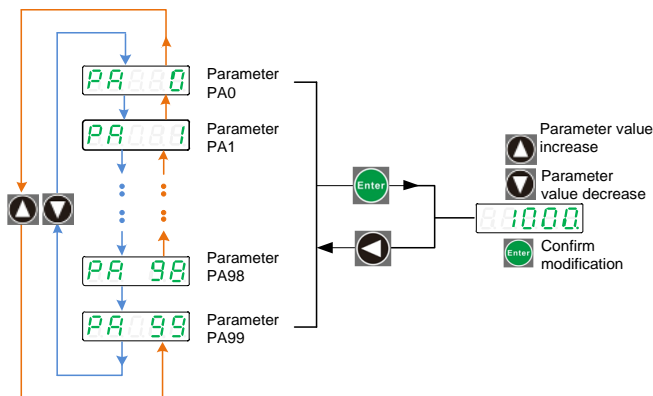 PA 0
Parameter
PA0
PA 1
Parameter
PA1
PA 98
Parameter
PA98
PA 99
Parameter
PA99
Enter
Parameter value
increase
Parameter
value decrease
1000.
Enter
Confirm
modification